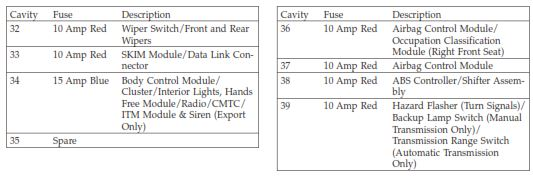 Cavity Fuse Description
32 10 Amp Red Wiper Switch/Front and Rear
Wipers
33 10 Amp Red SKIM Module/Data Link Con-
nector
34 15 Amp Blue Body Control Module/
Cluster/Interior Lights, Hands
Free Module/Radio/CMTC/
ITM Module & Siren (Export
Only)
35 Spare
Cavity Fuse Description
36 10 Amp Red Airbag Control Module/
Occupation Classification
Module (Right Front Seat)
37 10 Amp Red Airbag Control Module
38 10 Amp Red ABS Controller/Shifter Assem-
bly
39 10 Amp Red Hazard Flasher (Turn Signals)/
Backup Lamp Switch (Manual
Transmission Only)/
Transmission Range Switch
(Automatic Transmission
Only)